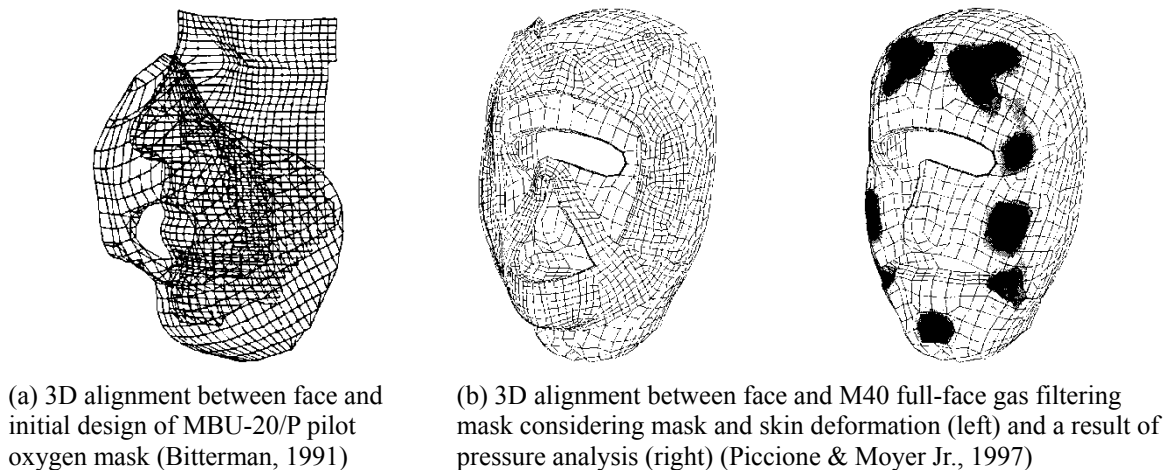 (a) 3D alignment between face and
initial design of MBU-20/P pilot
oxygen mask (Bitterman, 1991)
(b) 3D alignment between face and M40 full-face gas filtering
mask considering mask and skin deformation (left) and a result of
pressure analysis (right) (Piccione & Moyer Jr., 1997)